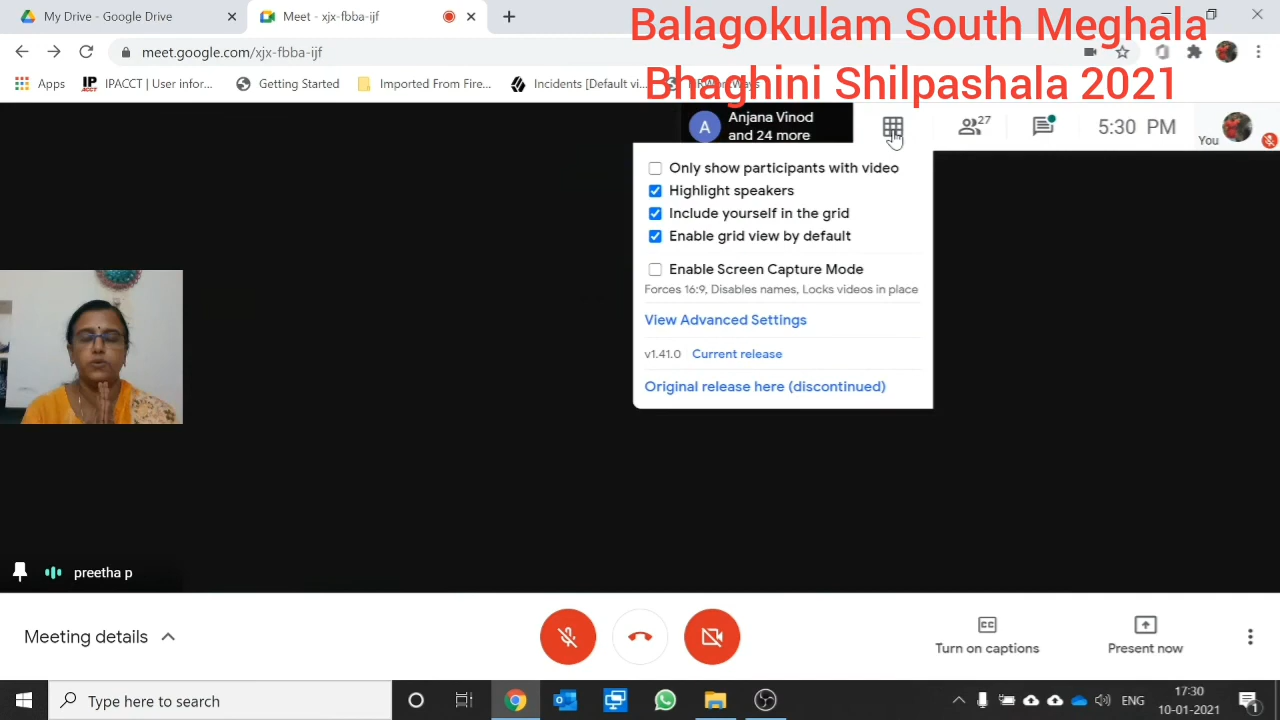 My Drive - Google Drive
Meet - xjx-fbba-ijf
Balagokulam South Meghala
Bhaghini Shilpashala 2021
meet.google.com/xjx-fbba-ijf
Apps
IP ACCT
IPACCT | User infor...
Getting Started
Imported From Fire...
Incidents [Default vi...
A
Anjana Vinod
and 24 more
27
5:30 PM
You
Only show participants with video
Highlight speakers
Include yourself in the grid
Enable grid view by default
Enable Screen Capture Mode
Forces 16:9, Disables names, Locks videos in place
View Advanced Settings
v1.41.0 Current release
Original release here (discontinued)
preetha p
Meeting details
CC
Turn on captions
Present now
Type here to search
ENG
17:30
10-01-2021
1